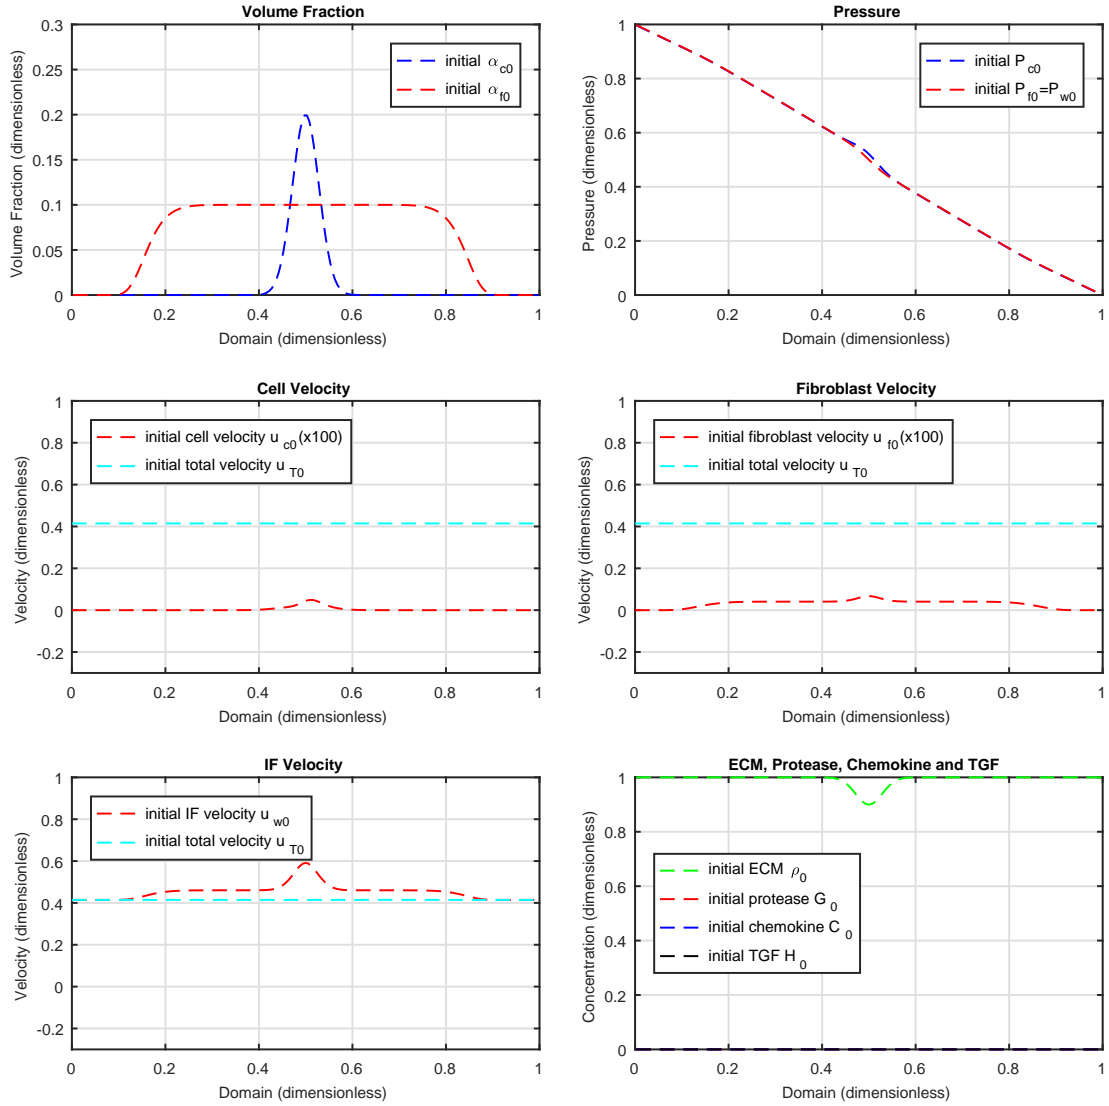 Volume Fraction
0.3
0.25
0.2
0.15
0.1
0.05
0
Volume Fraction (dimensionless)
initial α_c0
initial α_f0
0 0.2 0.4 0.6 0.8 1
Domain (dimensionless)
Pressure
1
0.8
0.6
0.4
0.2
0
Pressure (dimensionless)
initial P_c0
initial P_f0=P_w0
0 0.2 0.4 0.6 0.8 1
Domain (dimensionless)
Cell Velocity
1
0.8
0.6
0.4
0.2
0
-0.2
Velocity (dimensionless)
initial cell velocity u_c0(x100)
initial total velocity u_T0
0 0.2 0.4 0.6 0.8 1
Domain (dimensionless)
Fibroblast Velocity
1
0.8
0.6
0.4
0.2
0
-0.2
Velocity (dimensionless)
initial fibroblast velocity u_f0(x100)
initial total velocity u_T0
0 0.2 0.4 0.6 0.8 1
Domain (dimensionless)
IF Velocity
1
0.8
0.6
0.4
0.2
0
-0.2
Velocity (dimensionless)
initial IF velocity u_w0
initial total velocity u_T0
0 0.2 0.4 0.6 0.8 1
Domain (dimensionless)
ECM, Protease, Chemokine and TGF
1
0.8
0.6
0.4
0.2
0
Concentration (dimensionless)
initial ECM ρ_0
initial protease G_0
initial chemokine C_0
initial TGF H_0
0 0.2 0.4 0.6 0.8 1
Domain (dimensionless)